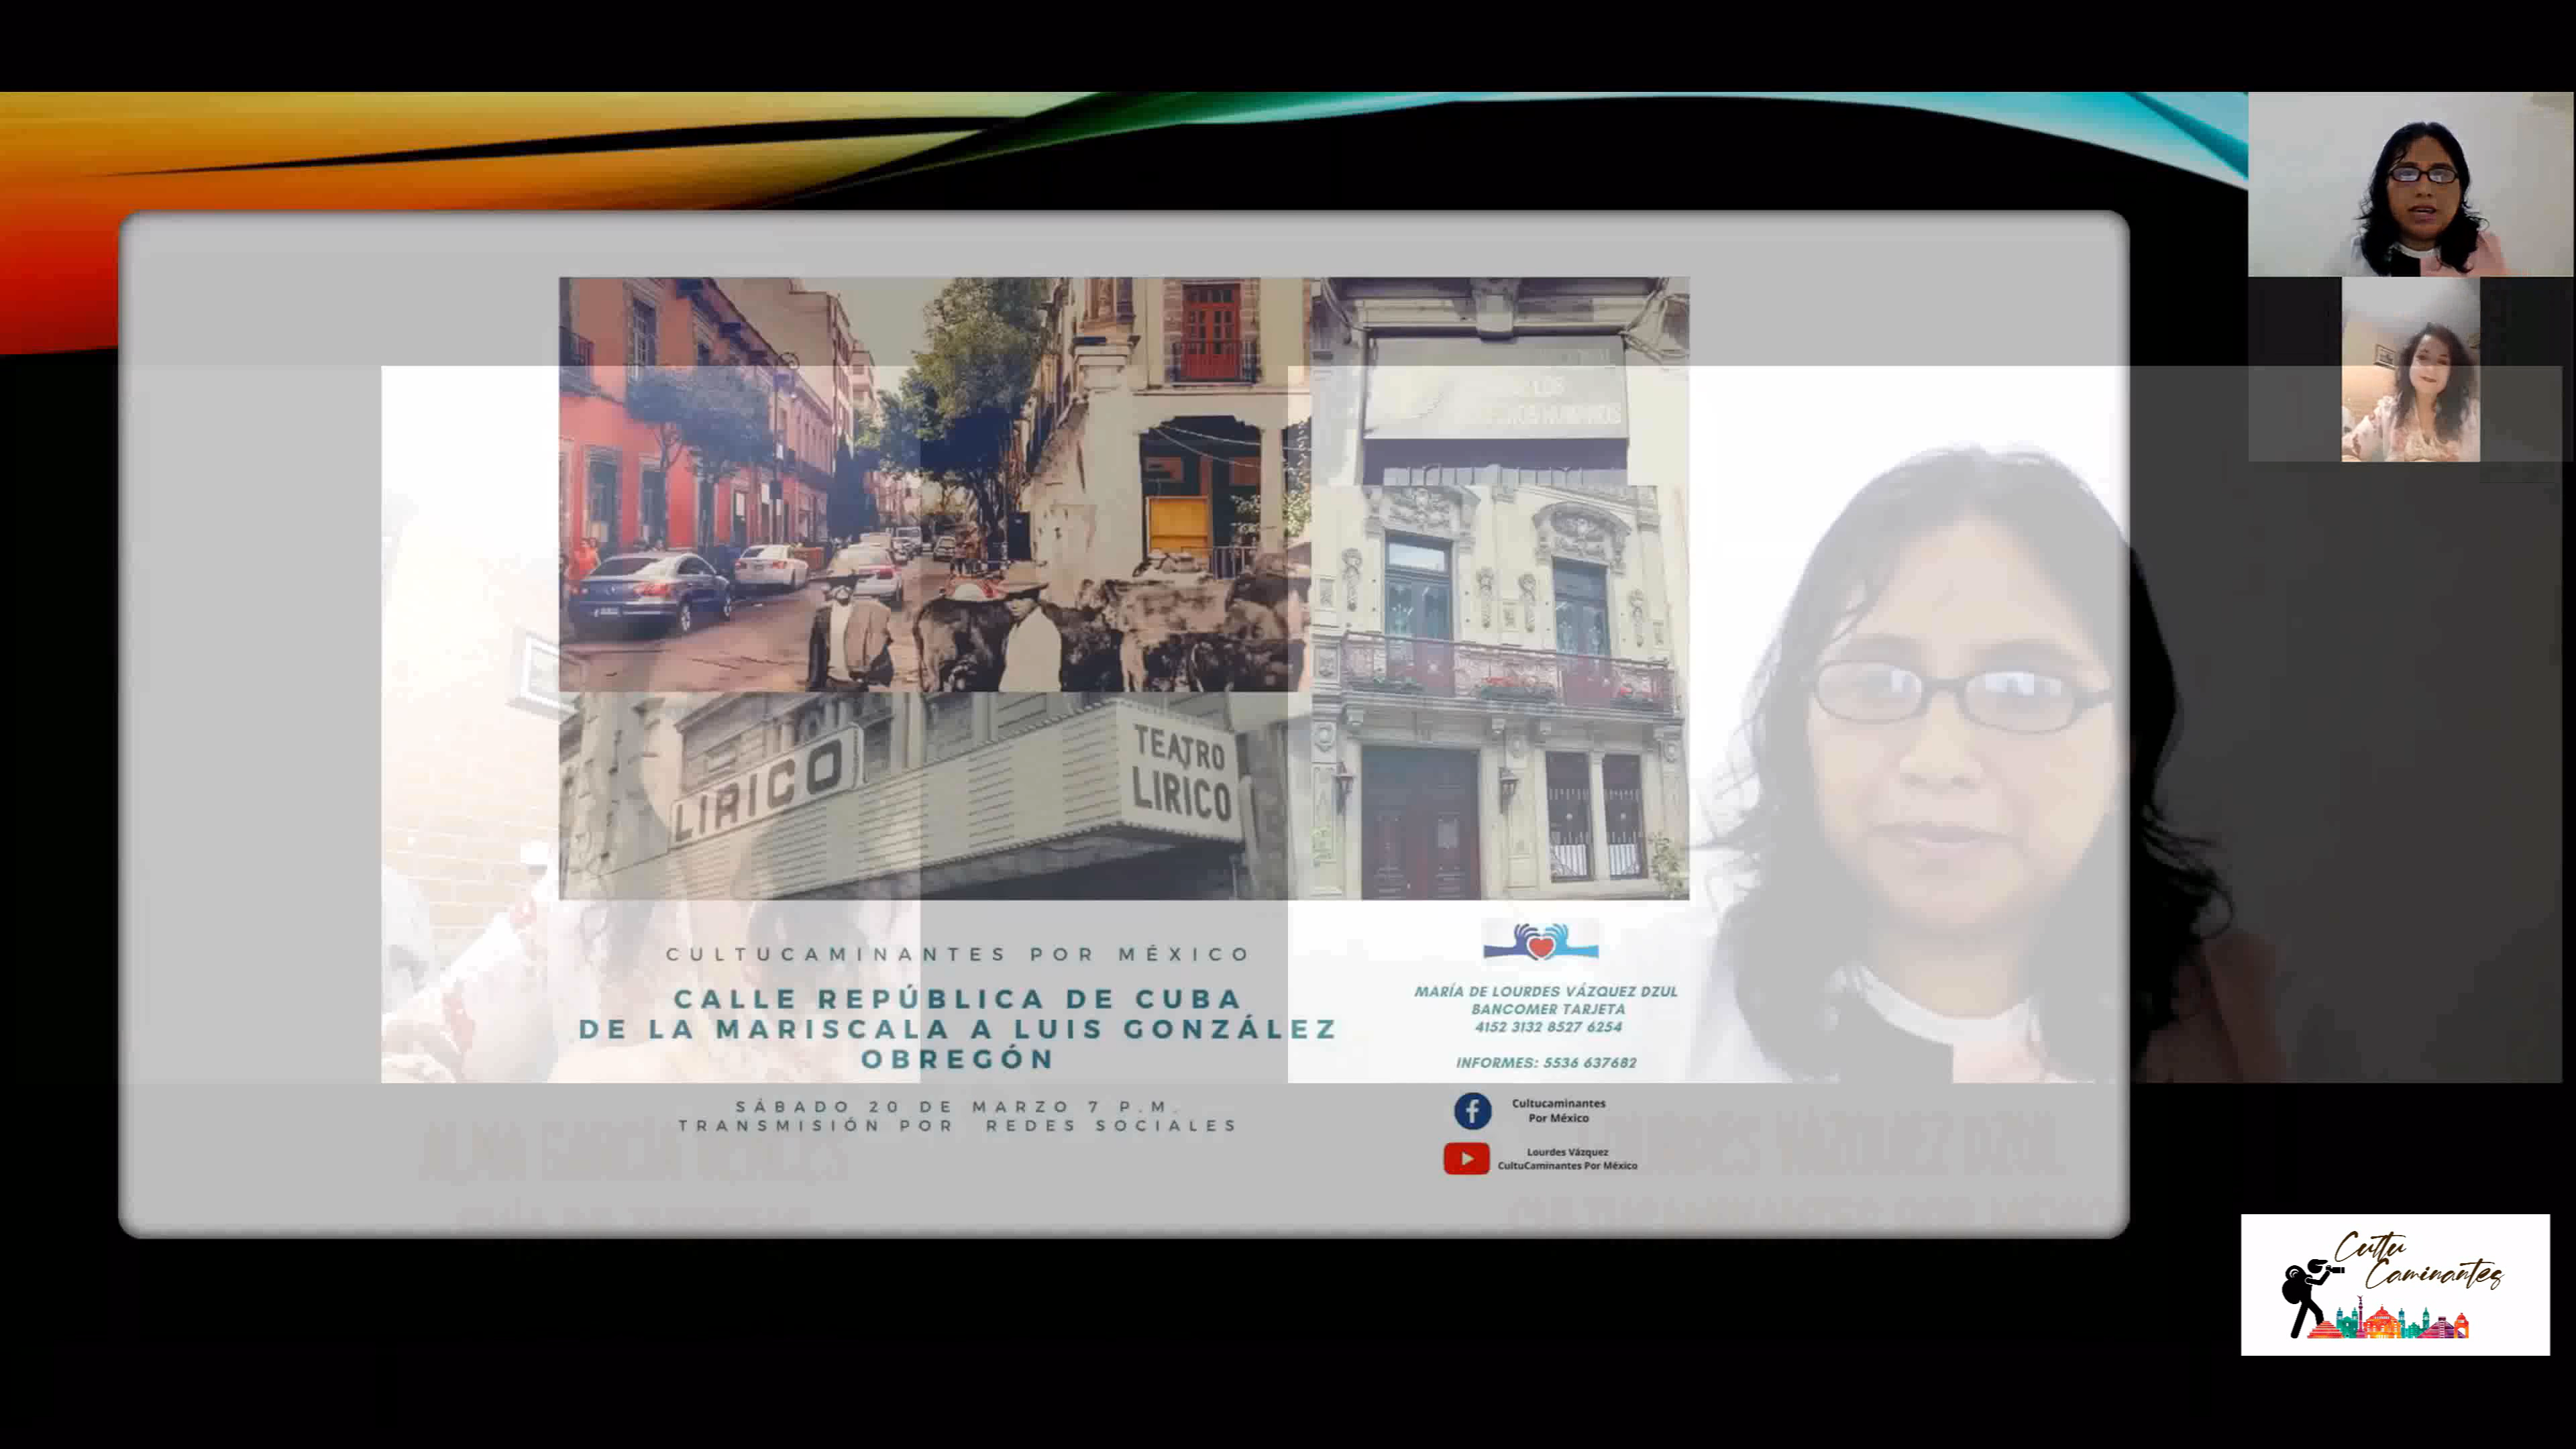 LOS
LIRICO
TEATRO
LIRICO
CULTUCAMINANTES POR MÉXICO
CALLE REPÚBLICA DE CUBA
DE LA MARISCALA A LUIS GONZÁLEZ
OBREGÓN
SÁBADO 20 DE MARZO 7 P.M.
TRANSMISIÓN POR REDES SOCIALES
MARÍA DE LOURDES VÁZQUEZ DZUL
BANCOMER TARJETA
4152 3132 8527 6254
INFORMES: 5536 637682
Cultucaminantes
Por México
Lourdes Vázquez
CultuCaminantes Por México
Cultu
Caminantes